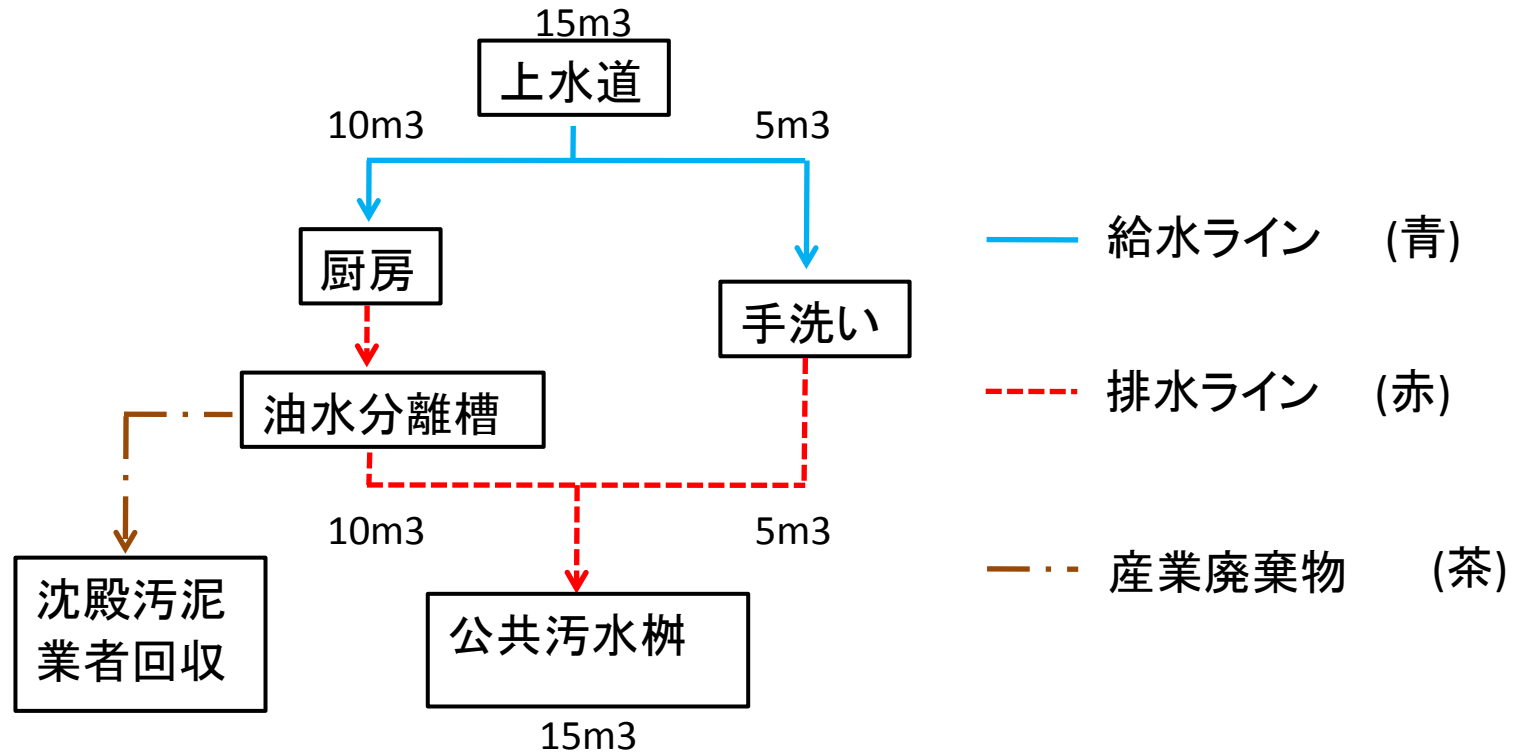 15m3
上水道
10m3
5m3
厨房
手洗い
油水分離槽
10m3
5m3
沈殿汚泥
業者回収
公共汚水桝
15m3
給水ライン (青)
排水ライン (赤)
産業廃棄物 (茶)